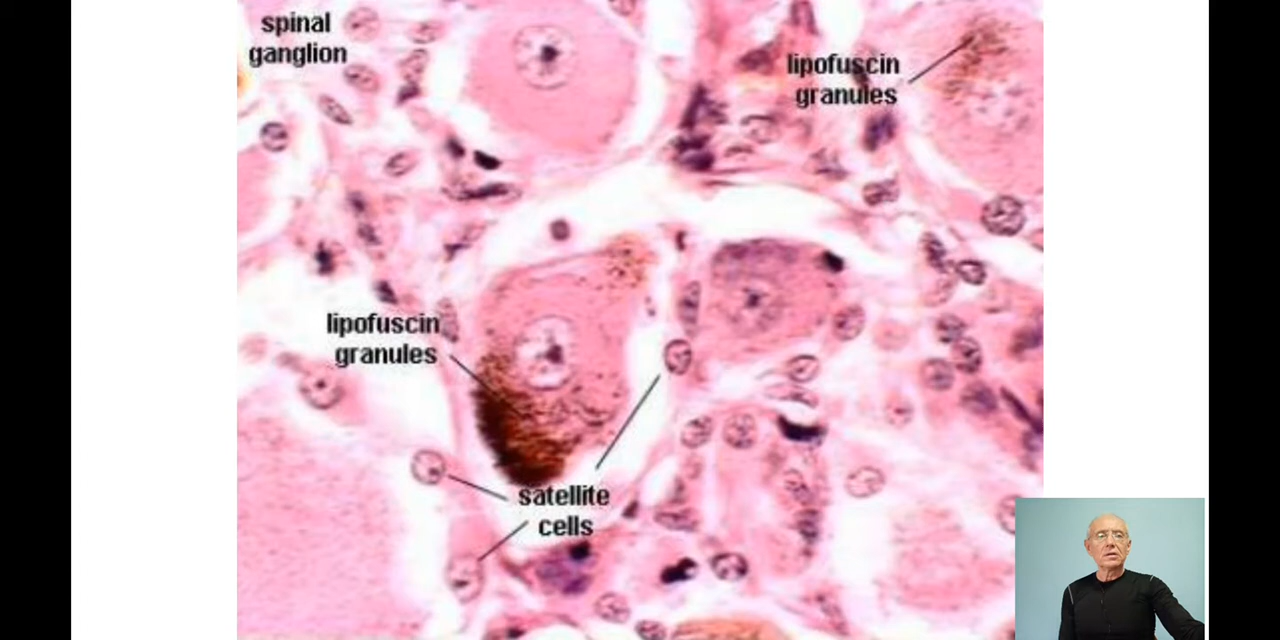 spinal
ganglion
lipofuscin
granules
lipofuscin
granules
satellite
cells